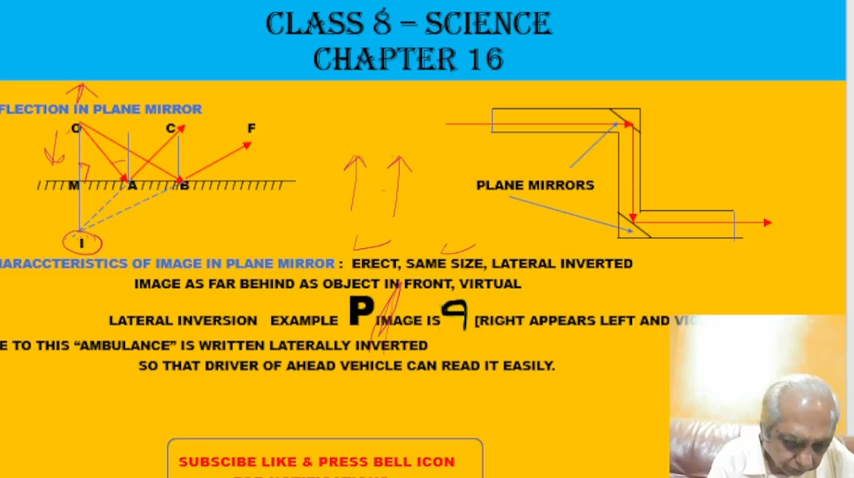 CLASS 8 – SCIENCE
CHAPTER 16
FLECTION IN PLANE MIRROR
O C F
M A B
I
PLANE MIRRORS
HARACCTERISTICS OF IMAGE IN PLANE MIRROR : ERECT, SAME SIZE, LATERAL INVERTED
IMAGE AS FAR BEHIND AS OBJECT IN FRONT, VIRTUAL
LATERAL INVERSION EXAMPLE P IMAGE IS [RIGHT APPEARS LEFT AND
E TO THIS “AMBULANCE” IS WRITTEN LATERALLY INVERTED
SO THAT DRIVER OF AHEAD VEHICLE CAN READ IT EASILY.
SUBSCIBE LIKE & PRESS BELL ICON